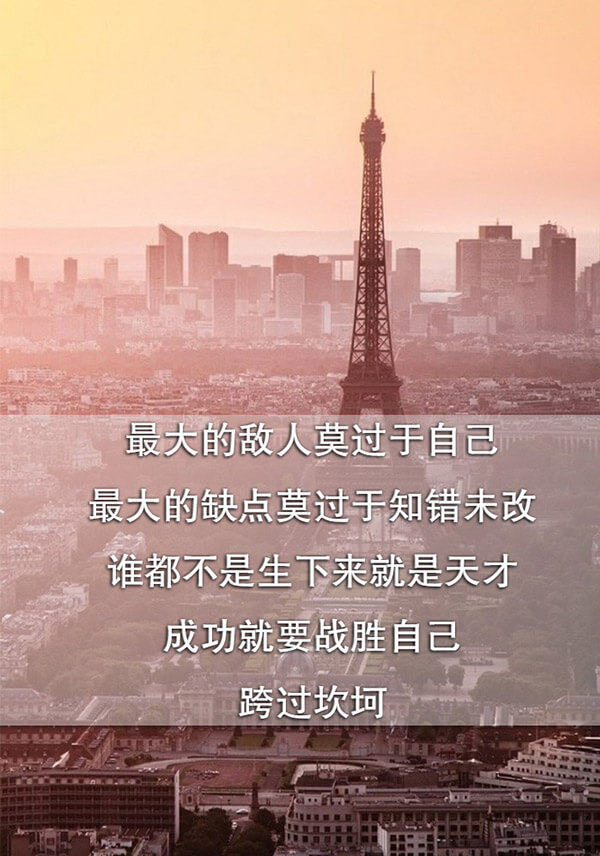 最大的敌人莫过于自己
最大的缺点莫过于知错未改
谁都不是生下来就是天才
成功就要战胜自己
跨过坎坷